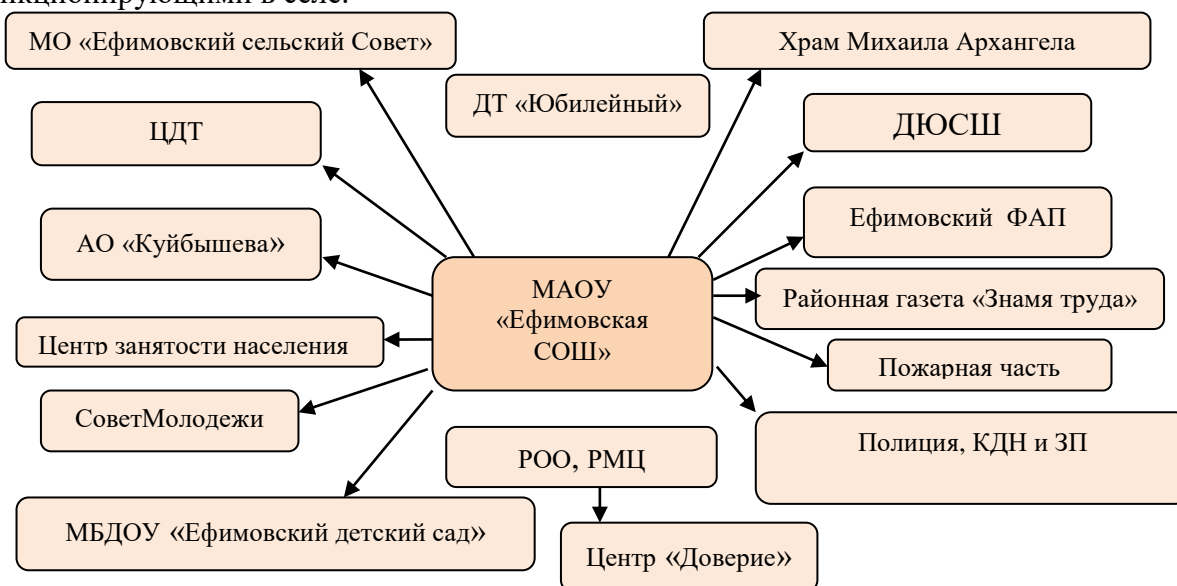 МО «Ефимовский сельский Совет»
Храм Михаила Архангела
ДТ «Юбилейный»
ЦДТ
ДЮСШ
Ефимовский ФАП
АО «Куйбышева»
МАОУ
«Ефимовская
СОШ»
Районная газета «Знамя труда»
Центр занятости населения
Пожарная часть
СоветМолодежи
Полиция, КДН и ЗП
РОО, РМЦ
МБДОУ «Ефимовский детский сад»
Центр «Доверие»